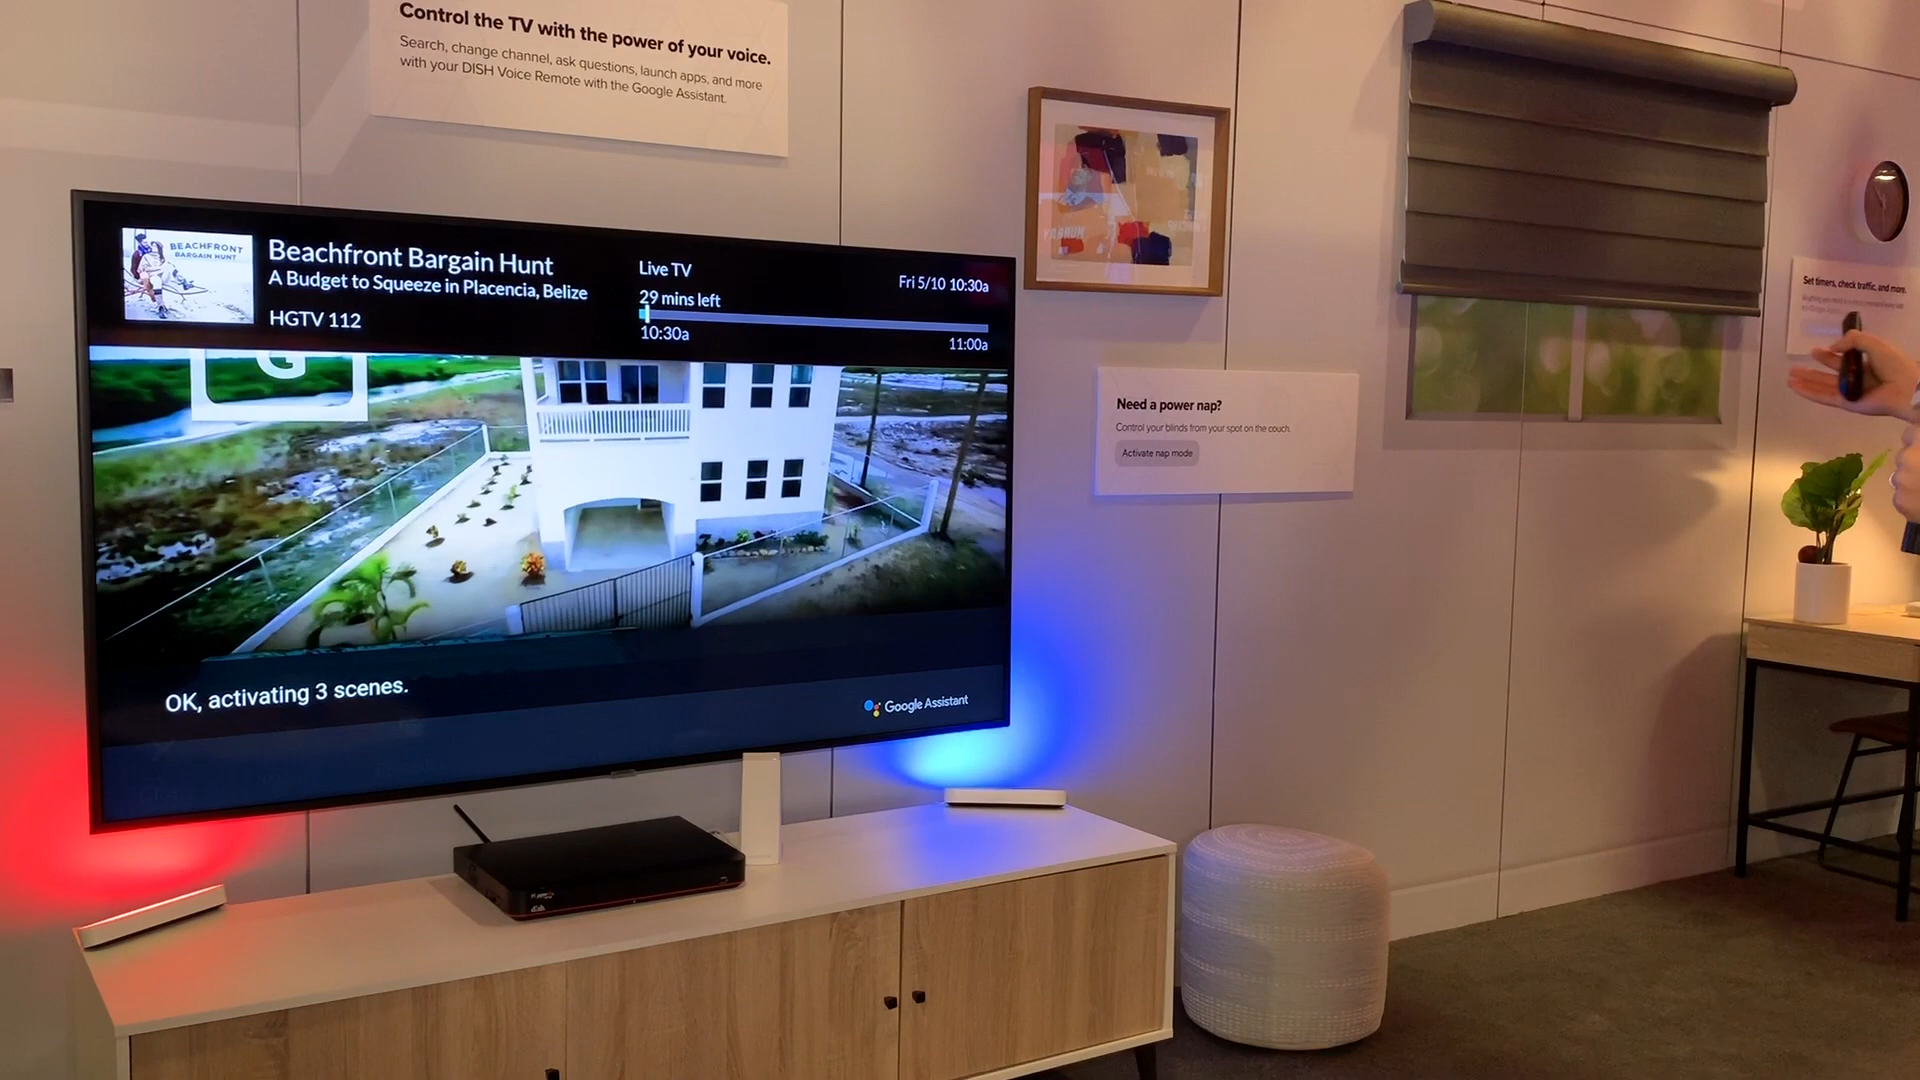 Control the TV with the power of your voice.
Search, change channel, ask questions, launch apps, and more
with your DISH Voice Remote with the Google Assistant.
BEACHFRONT
BARGAIN HUNT
Beachfront Bargain Hunt
A Budget to Squeeze in Placencia, Belize
HGTV 112
Live TV
29 mins left
10:30a
11:00a
Fri 5/10 10:30a
G
OK, activating 3 scenes.
Google Assistant
dish
Need a power nap?
Control your blinds from your spot on the couch.
Activate nap mode
Set timers, check traffic, and more.